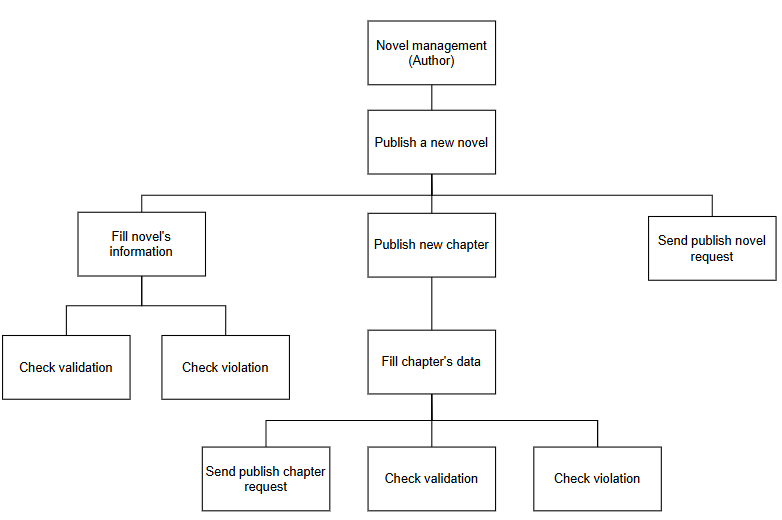 Novel management
(Author)
Publish a new novel
Fill novel's
information
Publish new chapter
Send publish novel
request
Check validation
Check violation
Fill chapter's data
Send publish chapter
request
Check validation
Check violation